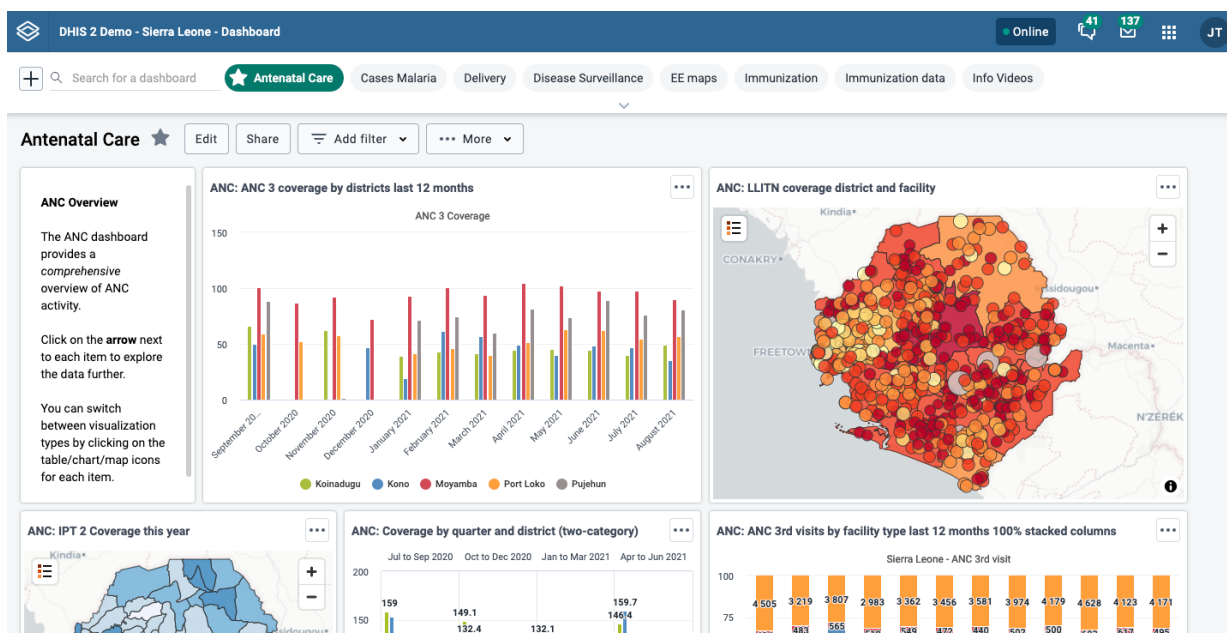 DHIS 2 Demo - Sierra Leone - Dashboard
Online
41
137
JT
Search for a dashboard
Antenatal Care
Cases Malaria
Delivery
Disease Surveillance
EE maps
Immunization
Immunization data
Info Videos
Antenatal Care
Edit
Share
Add filter
More
ANC Overview
The ANC dashboard
provides a
comprehensive
overview of ANC
activity.
Click on the arrow next
to each item to explore
the data further.
You can switch
between visualization
types by clicking on the
table/chart/map icons
for each item.
ANC: ANC 3 coverage by districts last 12 months
ANC 3 Coverage
150
100
50
0
September 20...
October 2020
November 2020
December 2020
January 2021
February 2021
March 2021
April 2021
May 2021
June 2021
July 2021
August 2021
Koinadugu
Kono
Moyamba
Port Loko
Pujehun
ANC: LLITN coverage district and facility
Kindia
CONAKRY
FREETOWN
Macenta
N'ZÉRÉK
ANC: IPT 2 Coverage this year
Kindia
ANC: Coverage by quarter and district (two-category)
Jul to Sep 2020 Oct to Dec 2020 Jan to Mar 2021 Apr to Jun 2021
200
150
159
149.1
132.4
132.1
159.7
ANC: ANC 3rd visits by facility type last 12 months 100% stacked columns
Sierra Leone - ANC 3rd visit
100
75
4 505 3 219 3 807 2 983 3 362 3 456 3 581 3 974 4 179 4 628 4 123 4 171
483 565 549 472 440 502 500 617 495